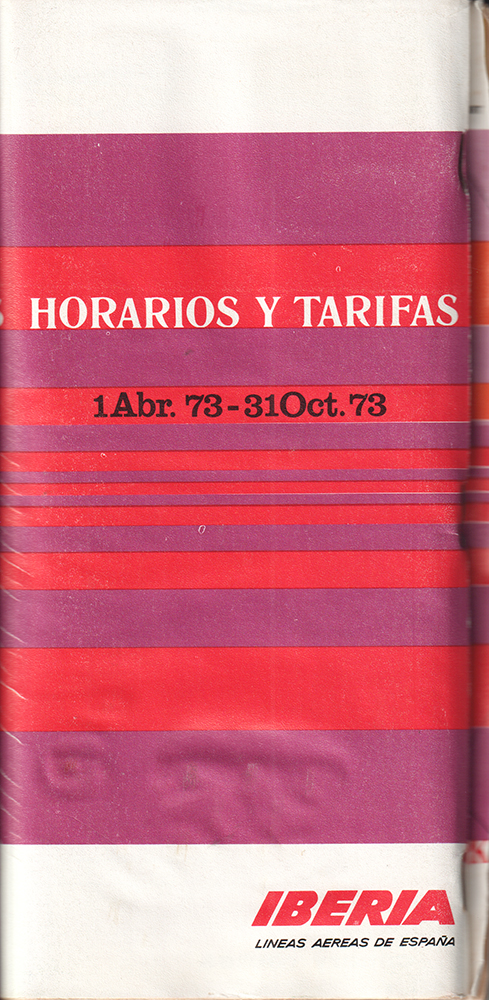 HORARIOS Y TARIFAS
1 Abr. 73 - 31 Oct. 73
IBERIA
LINEAS AEREAS DE ESPAÑA